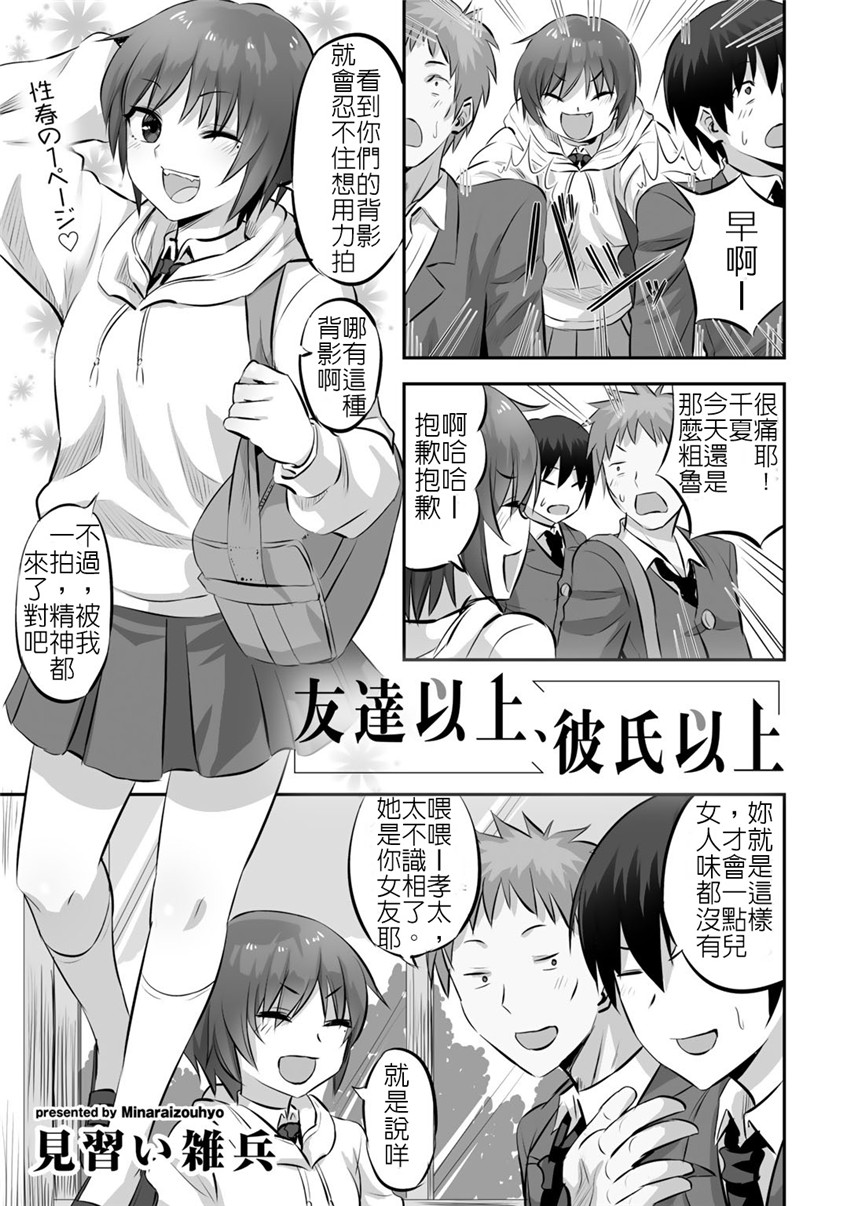 早啊ー
看到你們的背影
就會忍不住想用力拍
性春の1ページ♡
哪有這種
背影啊
很痛耶！
千夏
今天還是
那麼粗魯
啊哈哈ー
抱歉抱歉
不過，被我
一拍，精神都
來了對吧
友達以上、
彼氏以上
妳就是這樣
，才會一點兒
女人味都沒有
喂喂ー孝太，
太不識相了。
她是你女友耶
就是說咩
presented by Minaraizouhyo
見習い雑兵